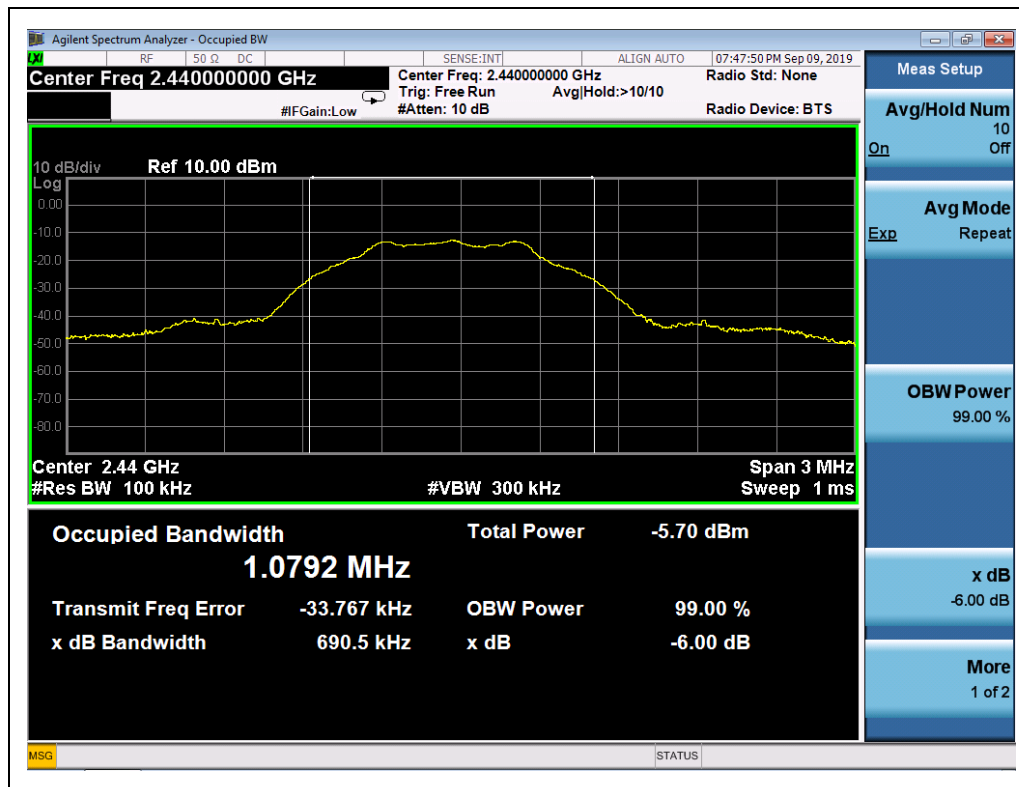 Agilent Spectrum Analyzer - Occupied BW
LXI RF 50 Ω DC SENSE:INT ALIGN AUTO 07:47:50 PM Sep 09, 2019
Center Freq 2.440000000 GHz
Center Freq: 2.440000000 GHz
Radio Std: None
Trig: Free Run Avg|Hold:>10/10
#IFGain:Low
#Atten: 10 dB
Radio Device: BTS
10 dB/div Ref 10.00 dBm
Log
0.00
-10.0
-20.0
-30.0
-40.0
-50.0
-60.0
-70.0
-80.0
Center 2.44 GHz Span 3 MHz
#Res BW 100 kHz #VBW 300 kHz Sweep 1 ms
Occupied Bandwidth Total Power -5.70 dBm
1.0792 MHz
Transmit Freq Error -33.767 kHz OBW Power 99.00 %
x dB Bandwidth 690.5 kHz x dB -6.00 dB
MSG STATUS
Meas Setup
Avg/Hold Num
10
On Off
Avg Mode
Exp Repeat
OBW Power
99.00 %
x dB
-6.00 dB
More
1 of 2